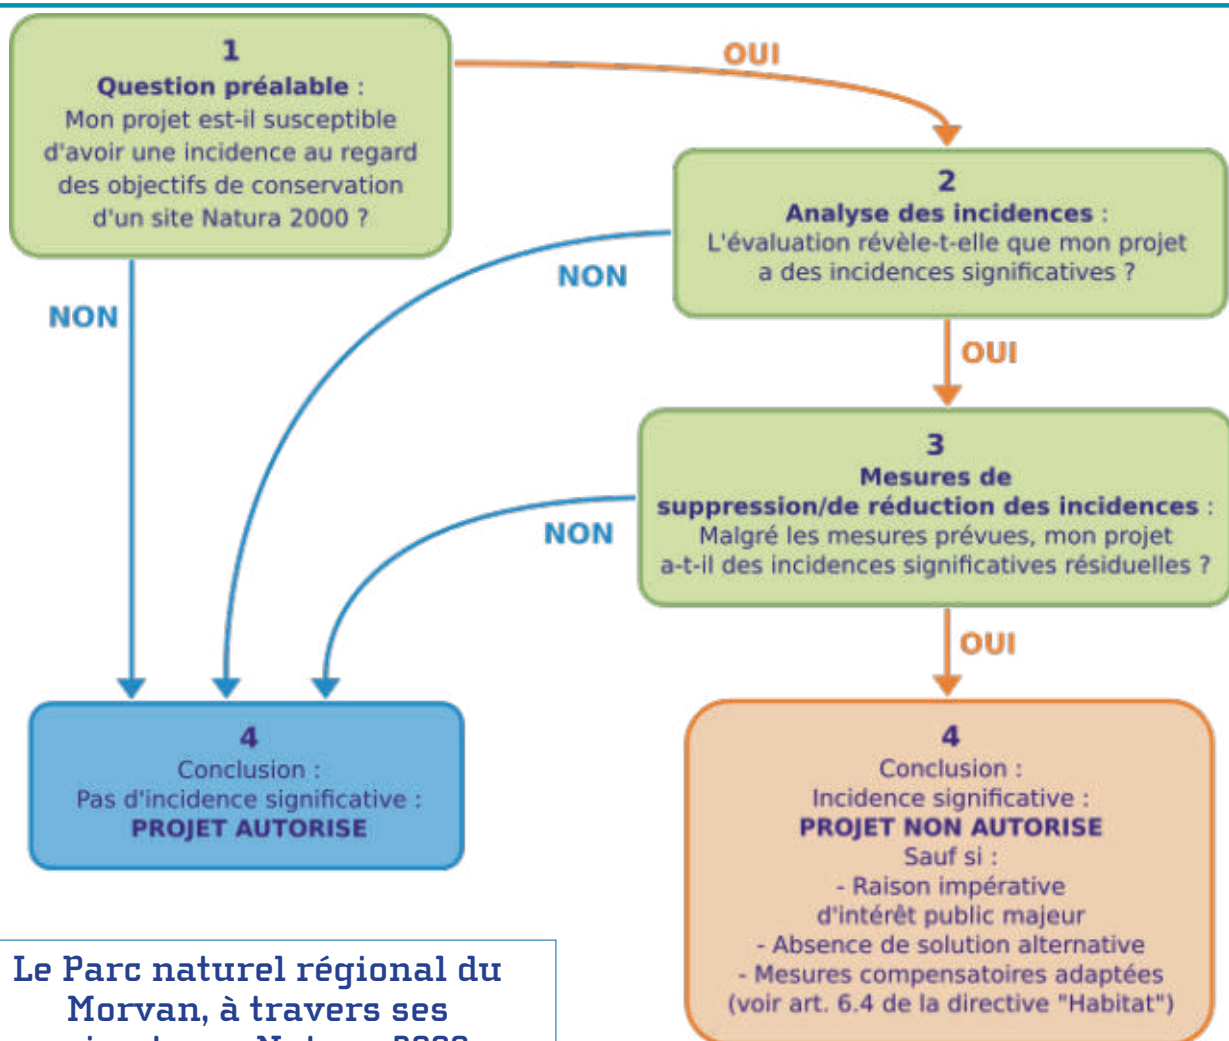 1
Question préalable :
Mon projet est-il susceptible
d'avoir une incidence au regard
des objectifs de conservation
d'un site Natura 2000 ?
OUI
NON
2
Analyse des incidences :
L'évaluation révèle-t-elle que mon projet
a des incidences significatives ?
NON
OUI
3
Mesures de
suppression/de réduction des incidences :
Malgré les mesures prévues, mon projet
a-t-il des incidences significatives résiduelles ?
NON
OUI
4
Conclusion :
Pas d'incidence significative :
PROJET AUTORISE
4
Conclusion :
Incidence significative :
PROJET NON AUTORISE
Sauf si :
- Raison impérative
d'intérêt public majeur
- Absence de solution alternative
- Mesures compensatoires adaptées
(voir art. 6.4 de la directive "Habitat")
Le Parc naturel régional du
Morvan, à travers ses